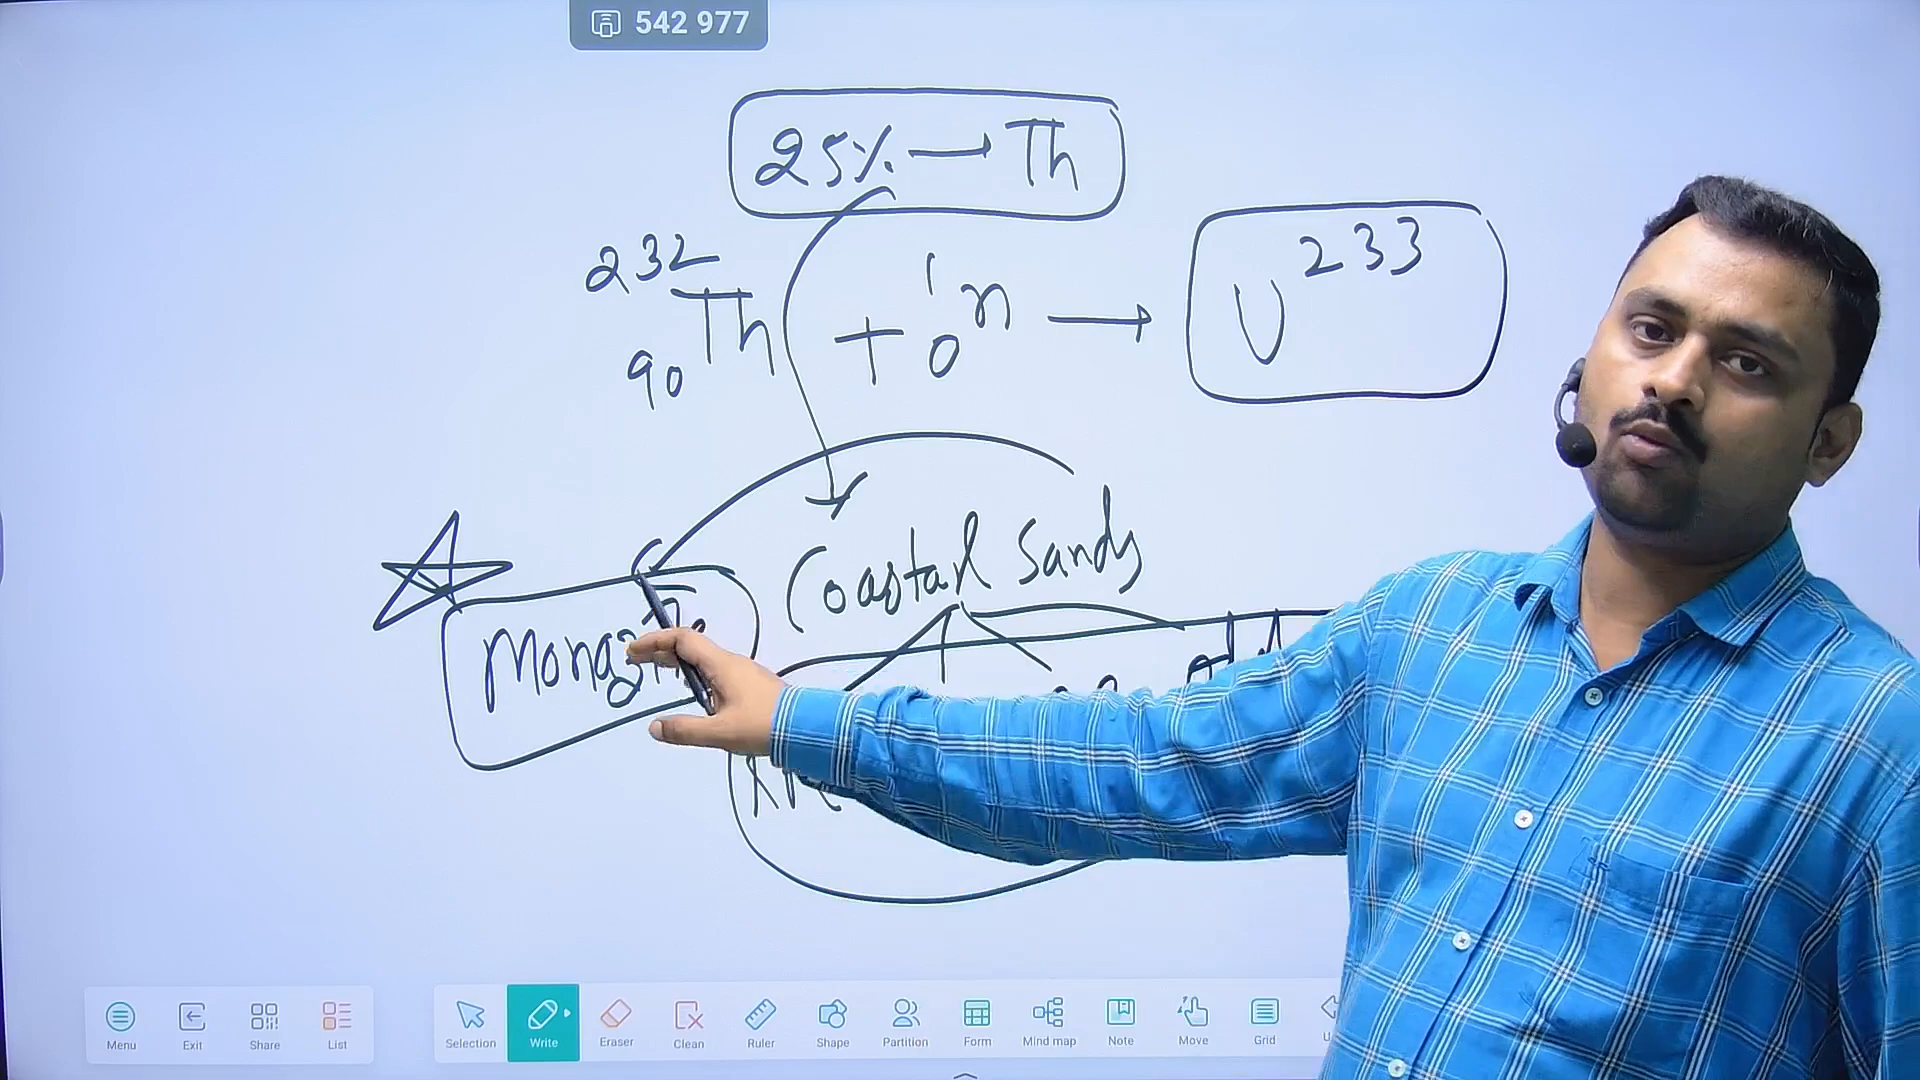 542 977
25% → Th
232
90 Th + 1 0 n → U 233
Coastal Sands
Menu Exit Share List Selection Write Eraser Clean Ruler Shape Partition Form Mind map Note Move Grid